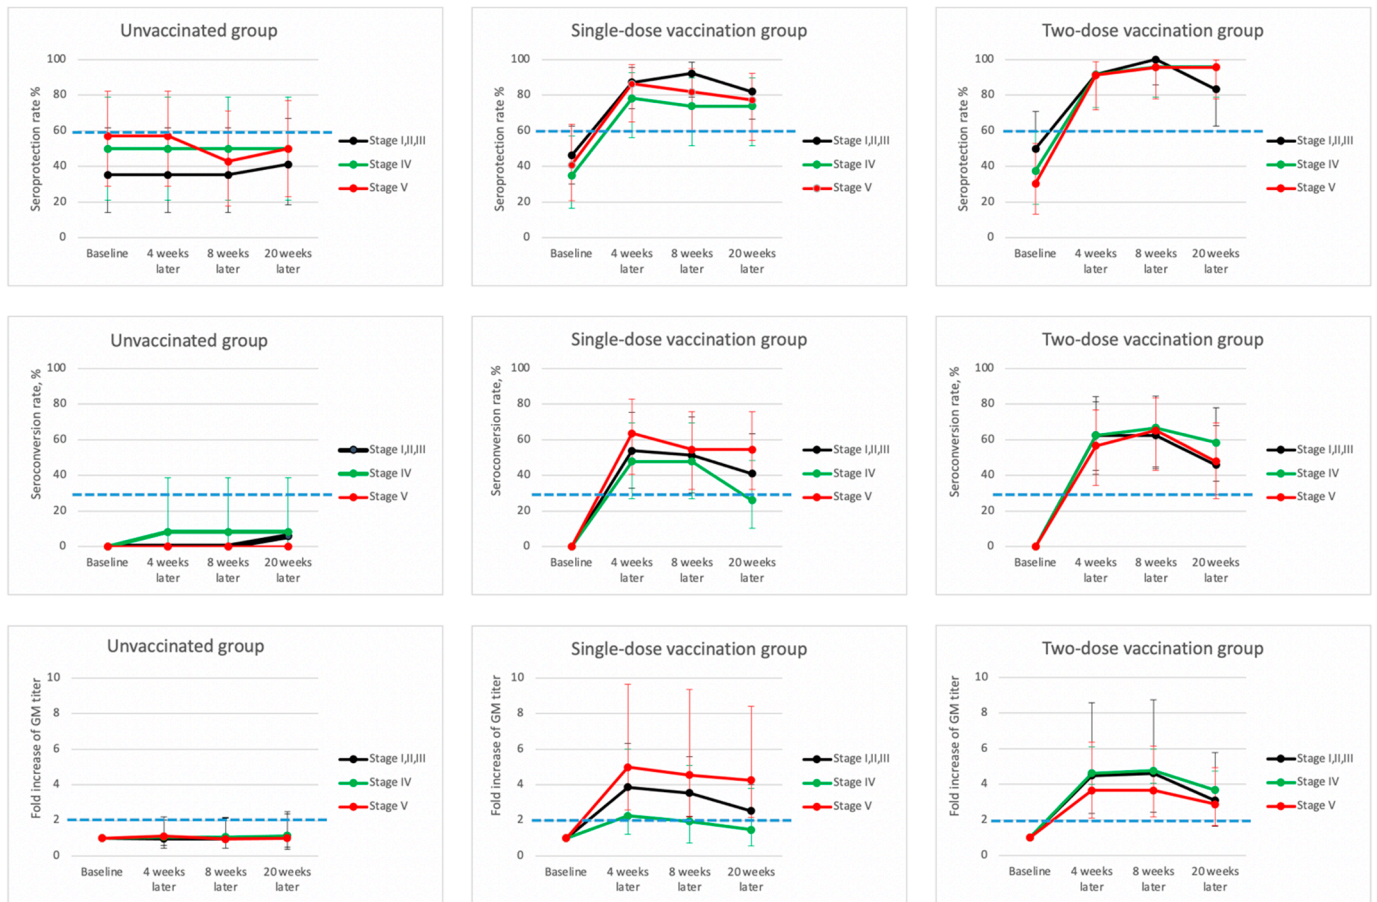 Unvaccinated group
Seroprotection rate %
100
80
60
40
20
0
Baseline
4 weeks
later
8 weeks
later
20 weeks
later
Stage I,II,III
Stage IV
Stage V
Single-dose vaccination group
Seroprotection rate %
100
80
60
40
20
0
Baseline
4 weeks
later
8 weeks
later
20 weeks
later
Stage I,II,III
Stage IV
Stage V
Two-dose vaccination group
Seroprotection rate %
100
80
60
40
20
0
Baseline
4 weeks
later
8 weeks
later
20 weeks
later
Stage I,II,III
Stage IV
Stage V
Unvaccinated group
Seroconversion rate, %
100
80
60
40
20
0
Baseline
4 weeks
later
8 weeks
later
20 weeks
later
Stage I,II,III
Stage IV
Stage V
Single-dose vaccination group
Seroconversion rate, %
100
80
60
40
20
0
Baseline
4 weeks
later
8 weeks
later
20 weeks
later
Stage I,II,III
Stage IV
Stage V
Two-dose vaccination group
Seroconversion rate, %
100
80
60
40
20
0
Baseline
4 weeks
later
8 weeks
later
20 weeks
later
Stage I,II,III
Stage IV
Stage V
Unvaccinated group
Fold increase of GM titer
10
8
6
4
2
0
Baseline
4 weeks
later
8 weeks
later
20 weeks
later
Stage I,II,III
Stage IV
Stage V
Single-dose vaccination group
Fold increase of GM titer
10
8
6
4
2
0
Baseline
4 weeks
later
8 weeks
later
20 weeks
later
Stage I,II,III
Stage IV
Stage V
Two-dose vaccination group
Fold increase of GM titer
10
8
6
4
2
0
Baseline
4 weeks
later
8 weeks
later
20 weeks
later
Stage I,II,III
Stage IV
Stage V